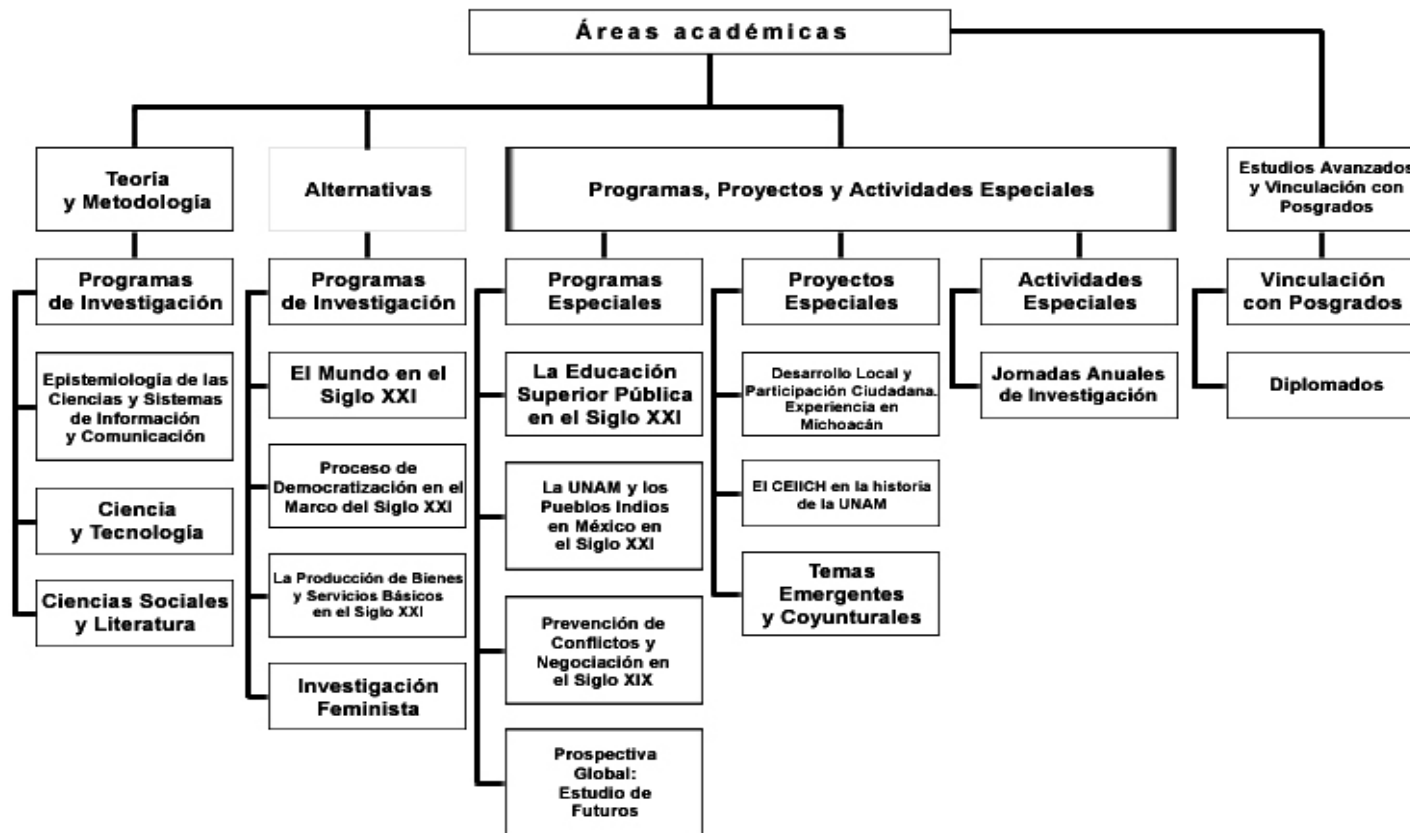 Áreas académicas
Teoría
y Metodología
Alternativas
Programas, Proyectos y Actividades Especiales
Estudios Avanzados
y Vinculación con
Posgrados
Programas
de Investigación
Programas
de Investigación
Programas
Especiales
Proyectos
Especiales
Actividades
Especiales
Vinculación
con Posgrados
Epistemiología de las
Ciencias y Sistemas
de Información
y Comunicación
El Mundo en el
Siglo XXI
La Educación
Superior Pública
en el Siglo XXI
Desarrollo Local y
Participación Ciudadana.
Experiencia en
Michoacán
Jornadas Anuales
de Investigación
Diplomados
Ciencia
y Tecnología
Proceso de
Democratización en el
Marco del Siglo XXI
La UNAM y los
Pueblos Indios
en México en
el Siglo XXI
El CEIICH en la historia
de la UNAM
Ciencias Sociales
y Literatura
La Producción de Bienes
y Servicios Básicos
en el Siglo XXI
Prevención de
Conflictos y
Negociación en
el Siglo XIX
Temas
Emergentes
y Coyunturales
Investigación
Feminista
Prospectiva
Global:
Estudio de
Futuros